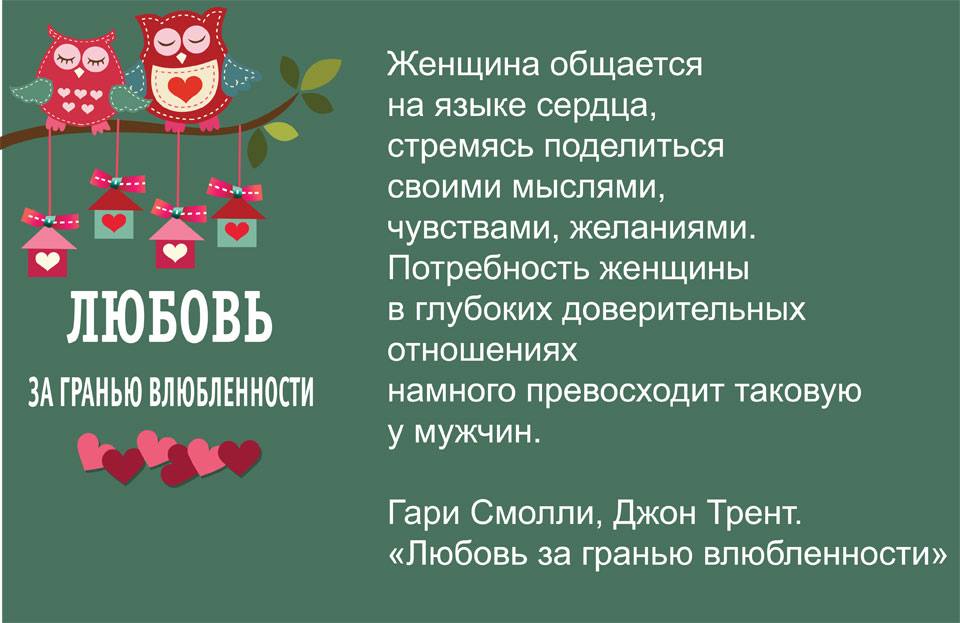 ЛЮБОВЬ
ЗА ГРАНЬЮ ВЛЮБЛЕННОСТИ
Женщина общается
на языке сердца,
стремясь поделиться
своими мыслями,
чувствами, желаниями.
Потребность женщины
в глубоких доверительных
отношениях
намного превосходит таковую
у мужчин.
Гари Смолли, Джон Трент.
«Любовь за гранью влюбленности»